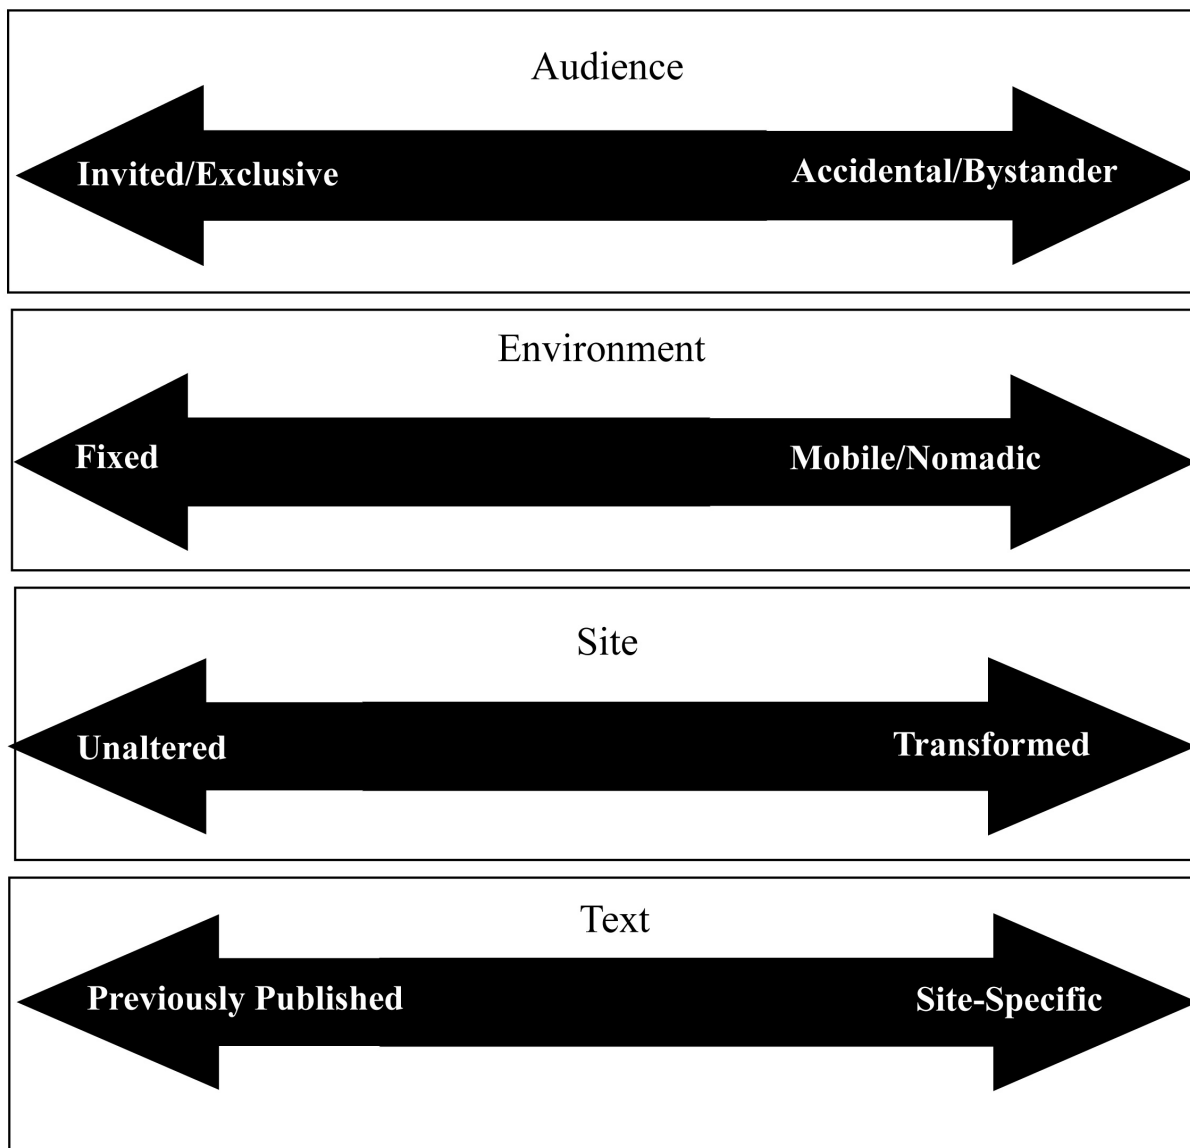 Audience
Invited/Exclusive Accidental/Bystander
Environment
Fixed Mobile/Nomadic
Site
Unaltered Transformed
Text
Previously Published Site-Specific